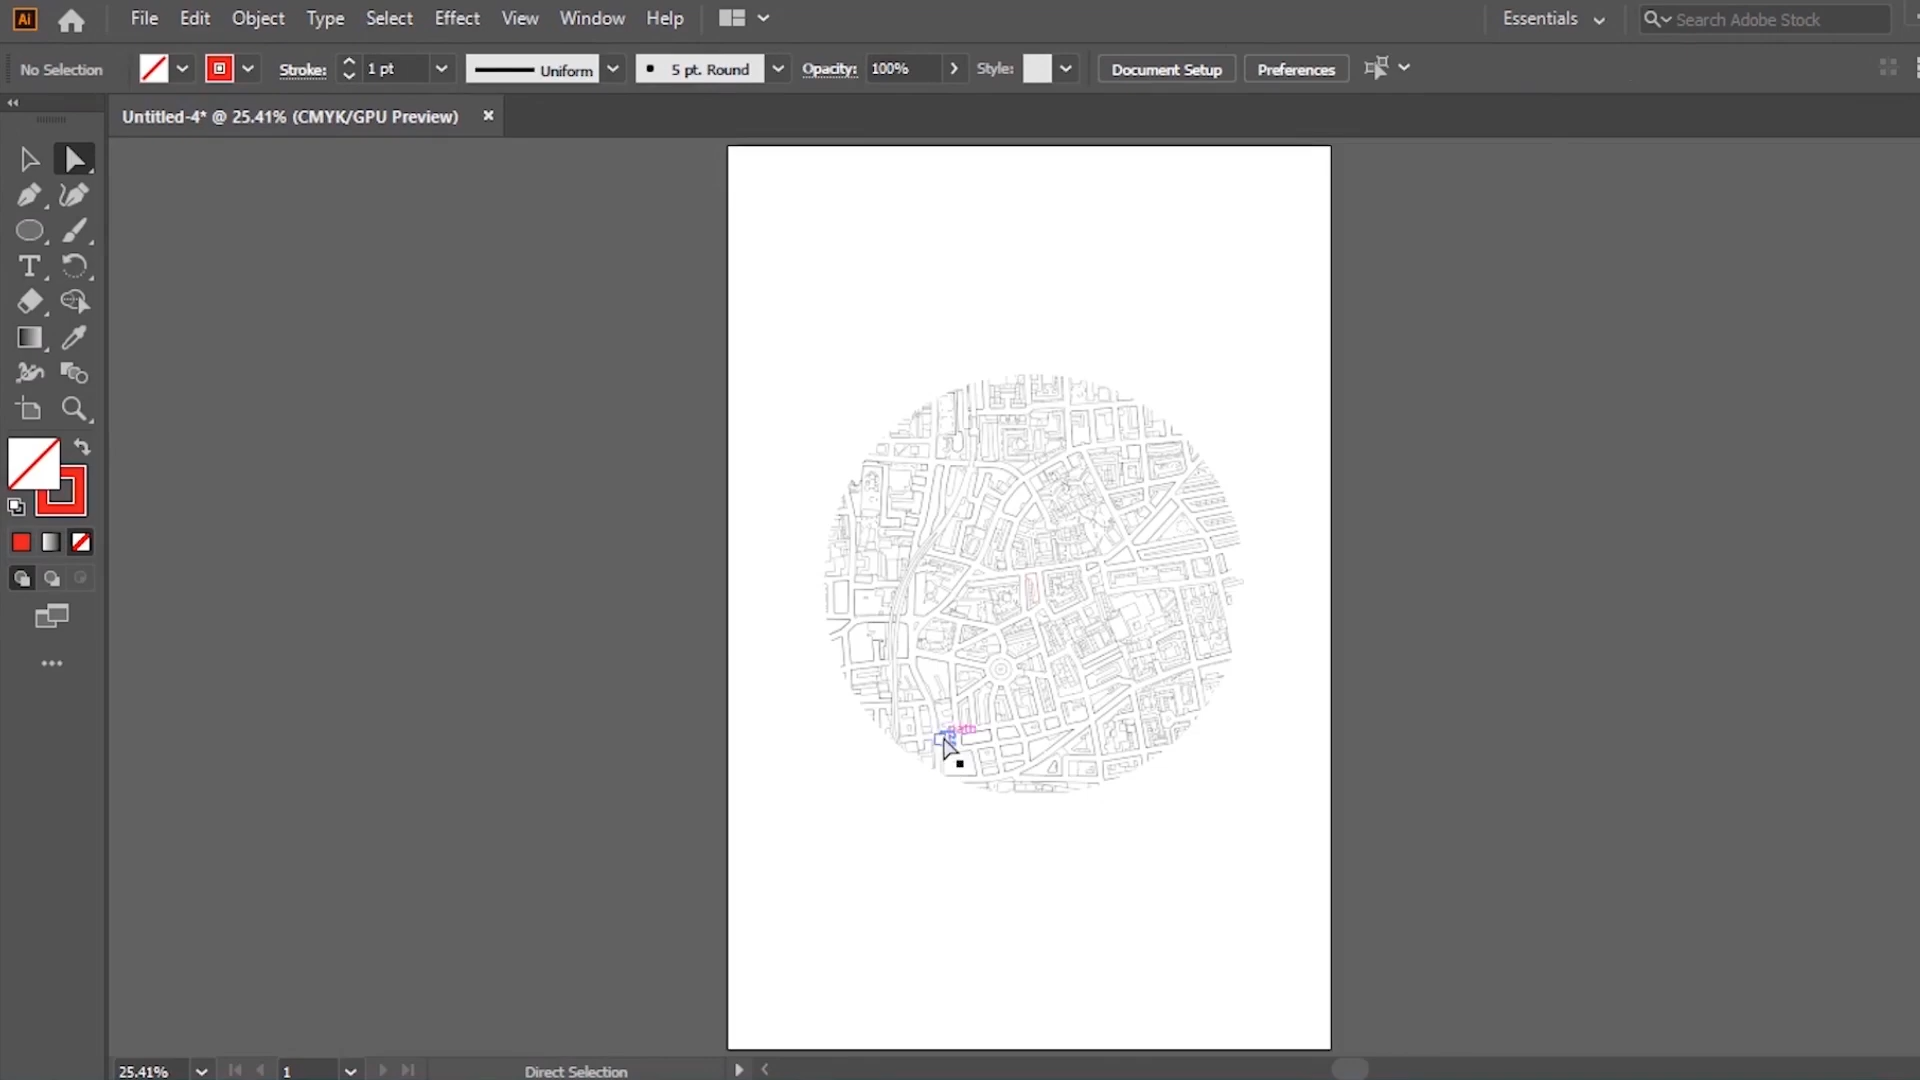 Ai File Edit Object Type Select Effect View Window Help Essentials Search Adobe Stock
No Selection Stroke: 1 pt Uniform 5 pt. Round Opacity: 100% Style: Document Setup Preferences
Untitled-4* @ 25.41% (CMYK/GPU Preview)
path
25.41% 1 Direct Selection